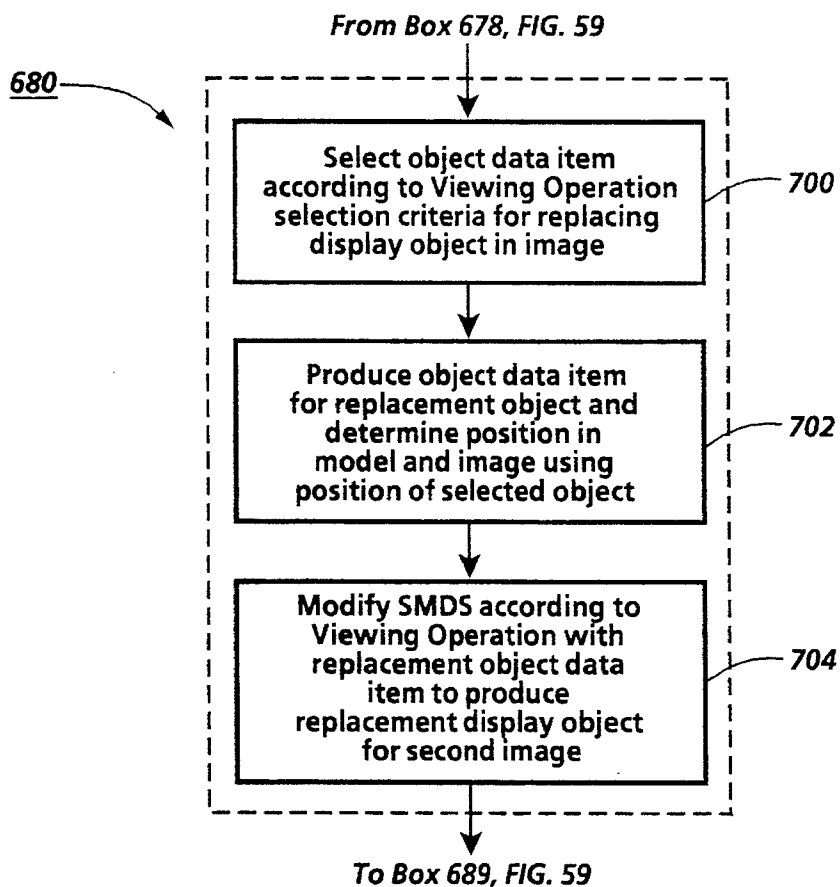 From Box 678, FIG. 59
680
Select object data item
according to Viewing Operation
selection criteria for replacing
display object in image
700
Produce object data item
for replacement object and
determine position in
model and image using
position of selected object
702
Modify SMDS according to
Viewing Operation with
replacement object data
item to produce
replacement display object
for second image
704
To Box 689, FIG. 59